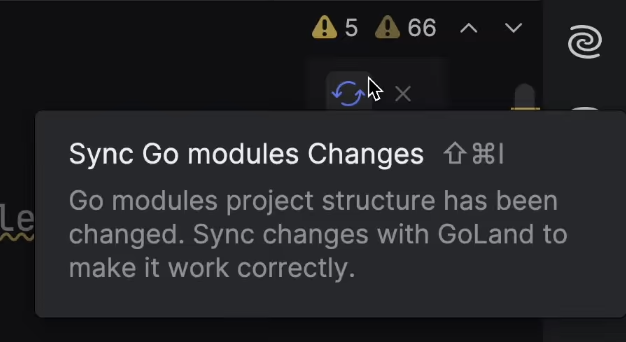 5 66
Sync Go modules Changes ⇧⌘I
le
Go modules project structure has been
changed. Sync changes with GoLand to
make it work correctly.